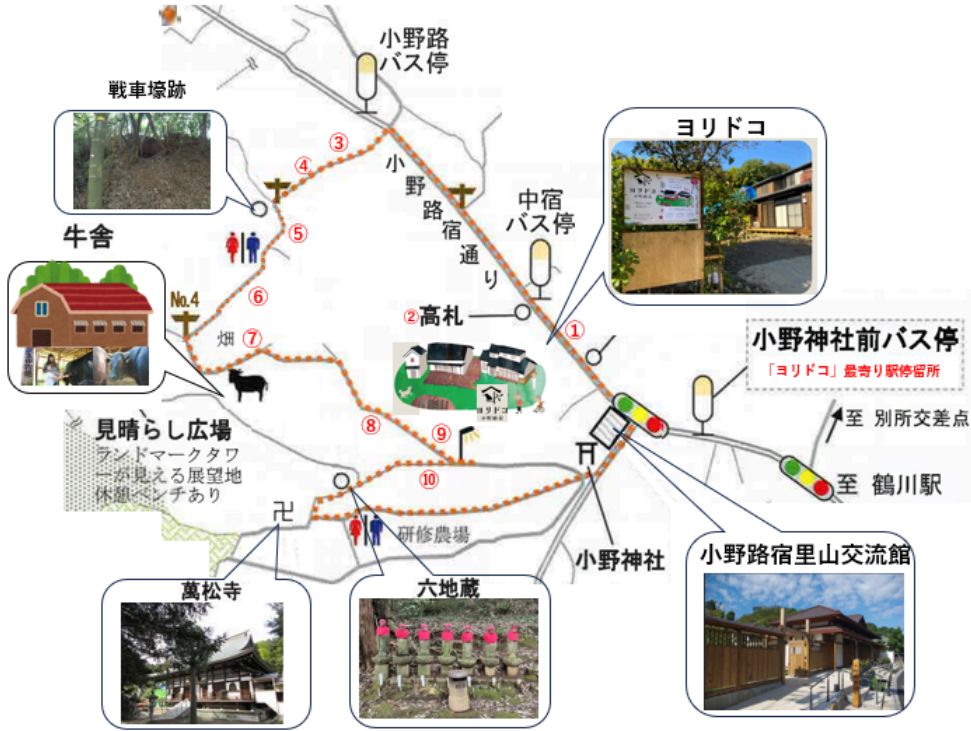 小野路
バス停
戦車壕跡
③
④
ヨリドコ
小
野
路
宿
通
り
中宿
バス停
⑤
牛舎
⑥
No.4
②高札
①
畑
⑦
小野神社前バス停
「ヨリドコ」最寄り駅停留所
ヨリドコ
至 別所交差点
⑧
⑨
見晴らし広場
ランドマークタワ
ーが見える展望地
休憩ベンチあり
⑩
至 鶴川駅
卍
研修農場
小野神社
小野路宿里山交流館
萬松寺
六地蔵